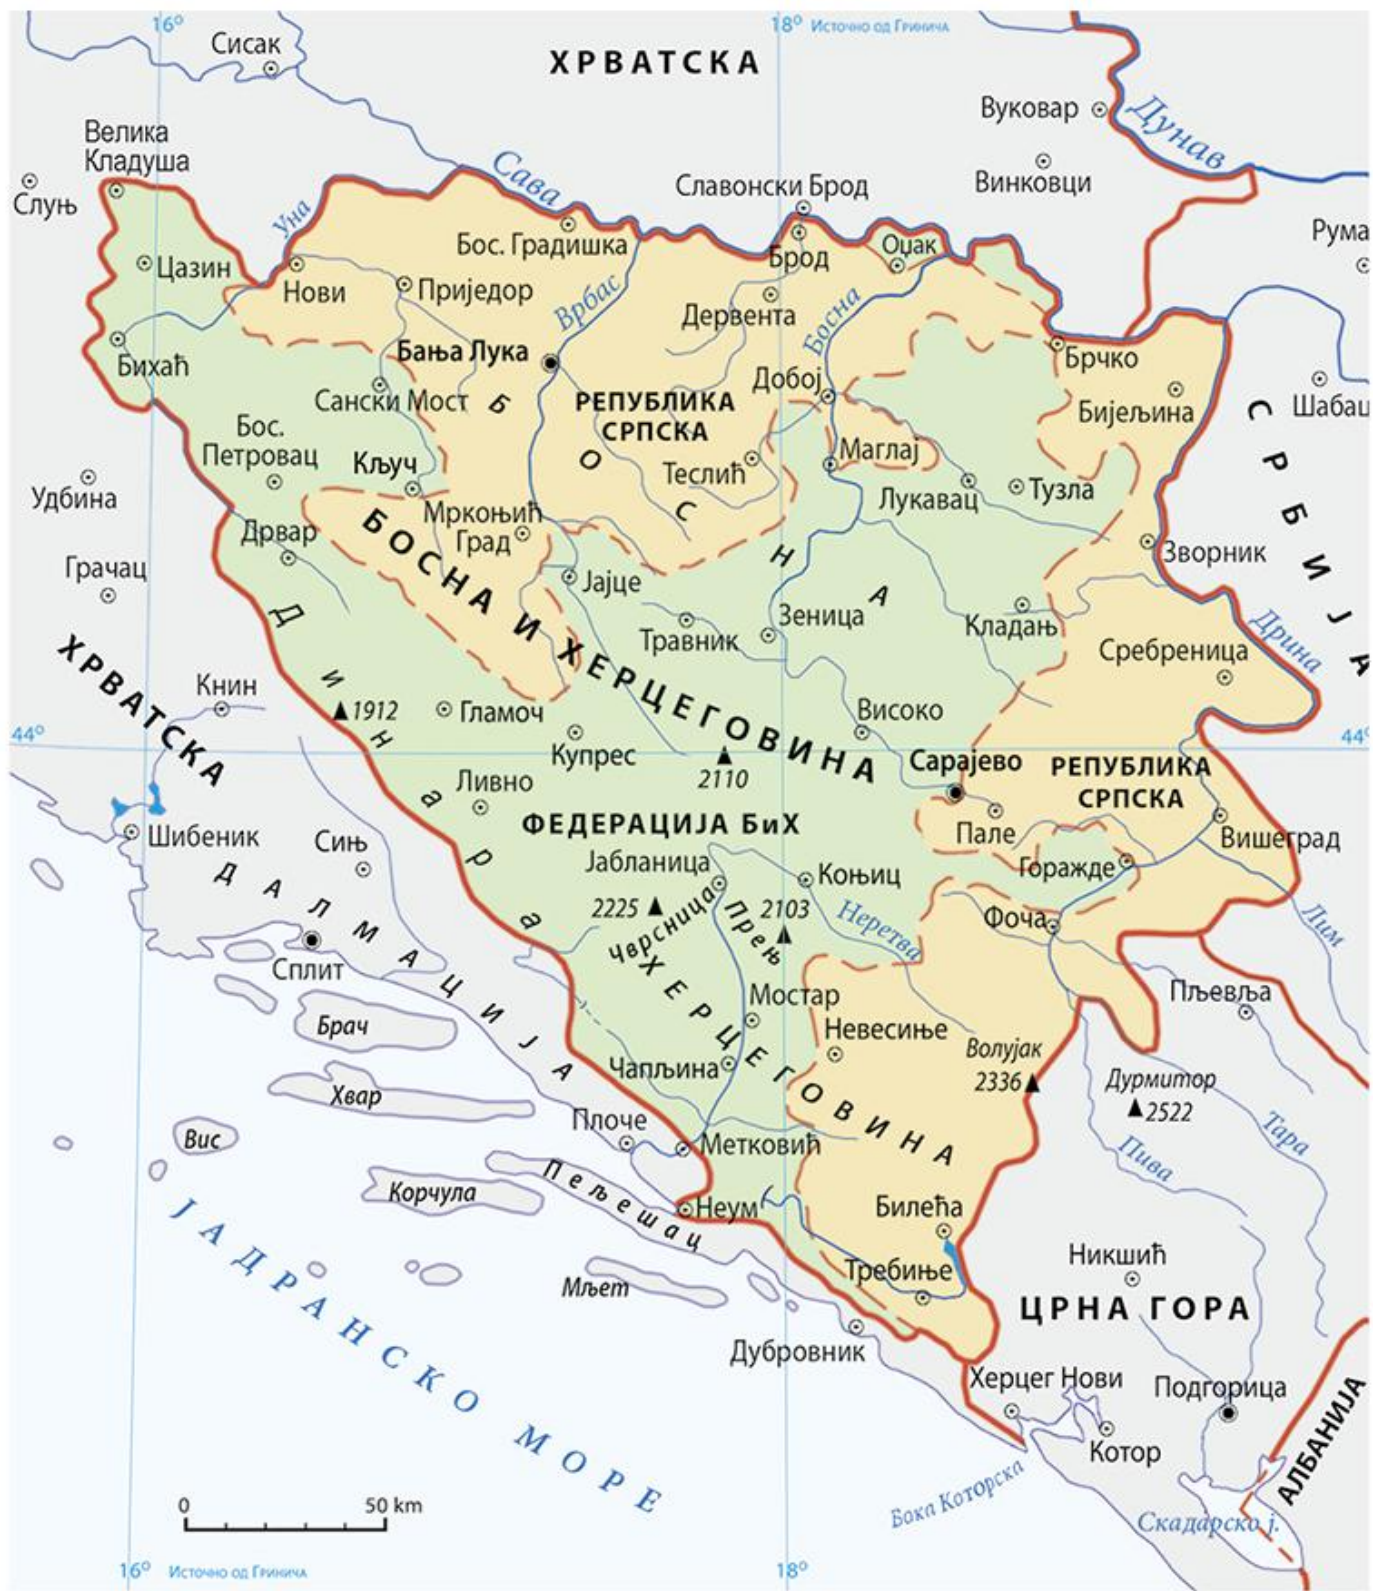 16°
18° Источно од Гринича
Сисак
ХРВАТСКА
Вуковар
Дунав
Велика
Кладуша
Слуњ
Сава
Славонски Брод
Винковци
Уна
Бос. Градишка
Брод
Оџак
Рума
Цазин
Нови
Приједор
Врбас
Дервента
Босна
Бихаћ
Бања Лука
Брчко
Сански Мост
Добој
Бијељина
Шабац
РЕПУБЛИКА
СРПСКА
Бос.
Петровац
Кључ
Теслић
Маглај
Лукавац
Тузла
СРБИЈА
Удбина
Мркоњић
Град
БОСНА
Дрвар
Зворник
Грачац
Јајце
БОСНА И ХЕРЦЕГОВИНА
Травник
Зеница
Кладањ
Дрина
Сребреница
ХРВАТСКА
Книн
Динара
1912
Гламоч
Купрес
Високо
44°
44°
2110
Сарајево
РЕПУБЛИКА
СРПСКА
Ливно
Пале
Вишеград
ФЕДЕРАЦИЈА БиХ
Шибеник
Сињ
Јабланица
Коњиц
Горажде
ДАЛМАЦИЈА
2225
Чврсница
Прењ
2103
Неретва
Фоча
Лим
Сплит
ХЕРЦЕГОВИНА
Пљевља
Брач
Мостар
Невесиње
Волујак
2336
Дурмитор
2522
Чапљина
Хвар
Плоче
Тара
Вис
Метковић
Пива
Корчула
Пељешац
Неум
Билећа
ЈАДРАНСКО МОРЕ
Никшић
Мљет
Требиње
ЦРНА ГОРА
Дубровник
Херцег Нови
Подгорица
Котор
АЛБАНИЈА
Бока Которска
Скадарско ј.
0 50 km
16° Источно од Гринича
18°